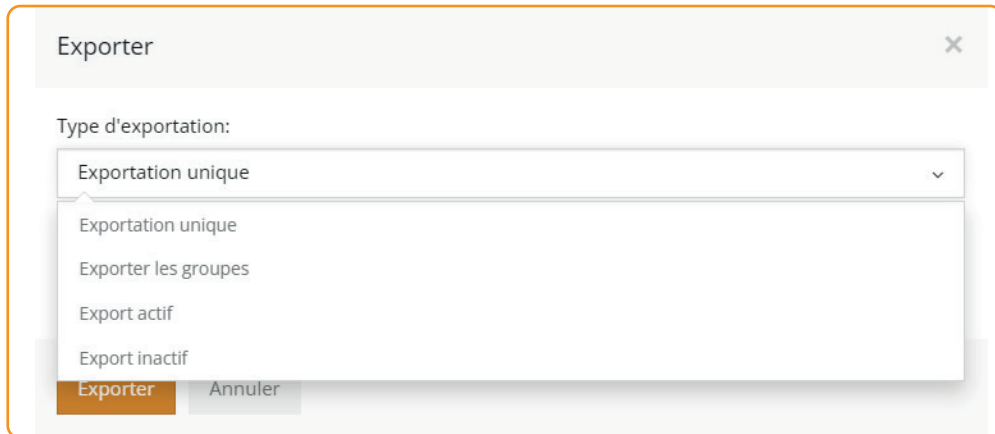 Exporter
Type d'exportation:
Exportation unique
Exportation unique
Exporter les groupes
Export actif
Export inactif
Exporter Annuler